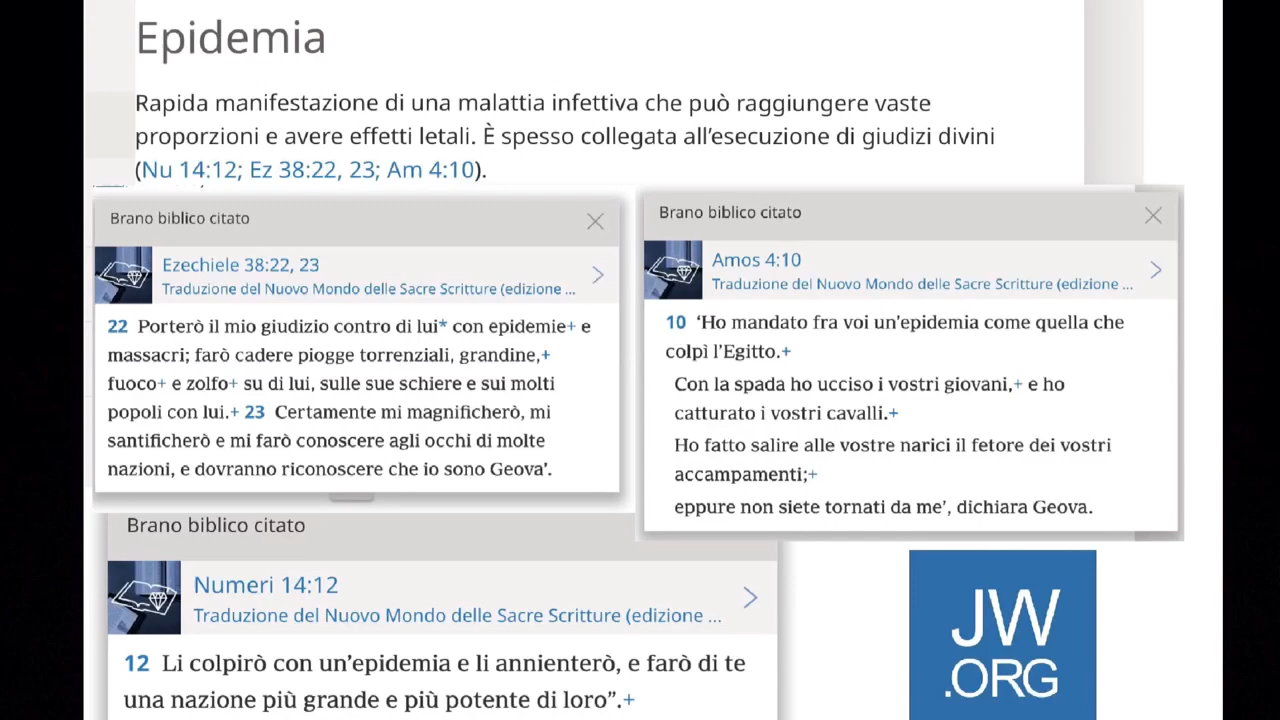 Epidemia
Rapida manifestazione di una malattia infettiva che può raggiungere vaste
proporzioni e avere effetti letali. È spesso collegata all’esecuzione di giudizi divini
(Nu 14:12; Ez 38:22, 23; Am 4:10).
Brano biblico citato
Ezechiele 38:22, 23
Traduzione del Nuovo Mondo delle Sacre Scritture (edizione ...
22 Porterò il mio giudizio contro di lui* con epidemie+ e
massacri; farò cadere piogge torrenziali, grandine,+
fuoco+ e zolfo+ su di lui, sulle sue schiere e sui molti
popoli con lui.+ 23 Certamente mi magnificherò, mi
santificherò e mi farò conoscere agli occhi di molte
nazioni, e dovranno riconoscere che io sono Geova’.
Brano biblico citato
Amos 4:10
Traduzione del Nuovo Mondo delle Sacre Scritture (edizione ...
10 ‘Ho mandato fra voi un’epidemia come quella che
colpì l’Egitto.+
Con la spada ho ucciso i vostri giovani,+ e ho
catturato i vostri cavalli.+
Ho fatto salire alle vostre narici il fetore dei vostri
accampamenti;+
eppure non siete tornati da me’, dichiara Geova.
Brano biblico citato
Numeri 14:12
Traduzione del Nuovo Mondo delle Sacre Scritture (edizione ...
12 Li colpirò con un’epidemia e li annienterò, e farò di te
una nazione più grande e più potente di loro”.+
JW
.ORG